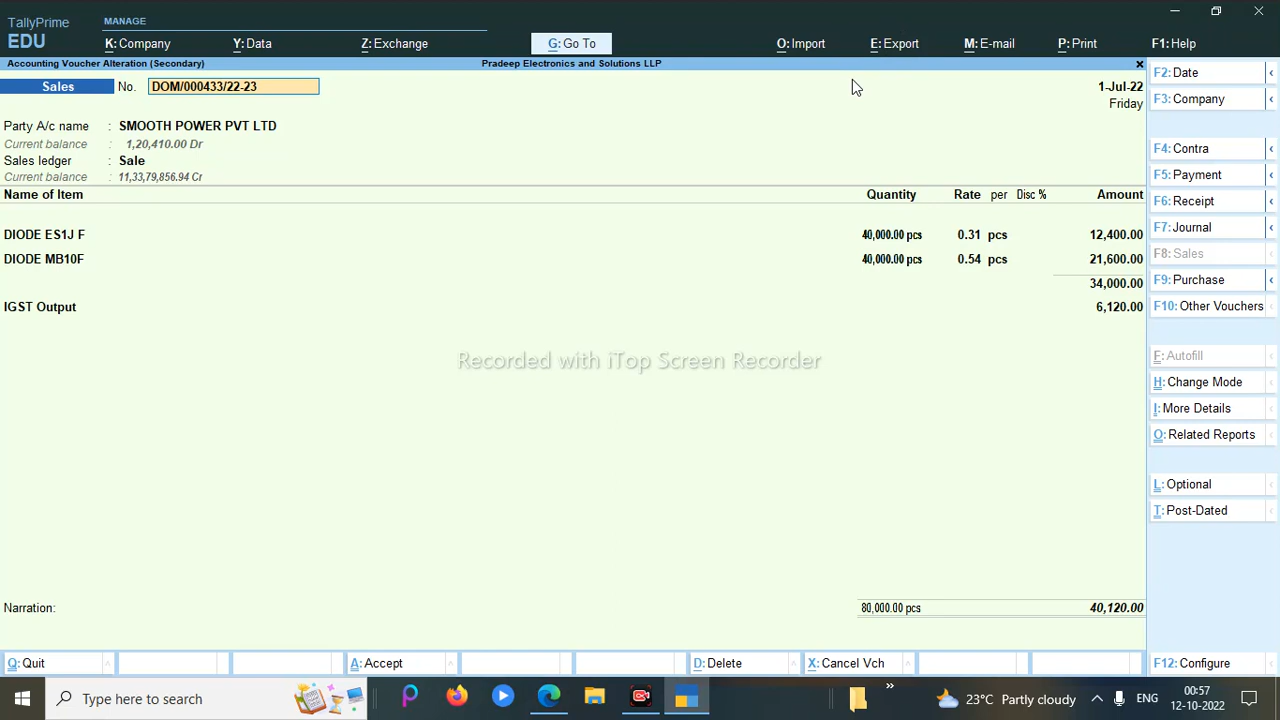 TallyPrime
EDU
MANAGE
K: Company
Y: Data
Z: Exchange
G: Go To
O: Import
E: Export
M: E-mail
P: Print
F1: Help
Accounting Voucher Alteration (Secondary)
Pradeep Electronics and Solutions LLP
Sales No. DOM/000433/22-23
1-Jul-22
Friday
Party A/c name : SMOOTH POWER PVT LTD
Current balance : 1,20,410.00 Dr
Sales ledger : Sale
Current balance : 11,33,79,856.94 Cr
Name of Item Quantity Rate per Disc % Amount
DIODE ES1J F 40,000.00 pcs 0.31 pcs 12,400.00
DIODE MB10F 40,000.00 pcs 0.54 pcs 21,600.00
34,000.00
IGST Output 6,120.00
Recorded with iTop Screen Recorder
Narration: 80,000.00 pcs 40,120.00
F2: Date
F3: Company
F4: Contra
F5: Payment
F6: Receipt
F7: Journal
F8: Sales
F9: Purchase
F10: Other Vouchers
F: Autofill
H: Change Mode
I: More Details
O: Related Reports
L: Optional
T: Post-Dated
Q: Quit
A: Accept
D: Delete
X: Cancel Vch
F12: Configure
Type here to search
23°C Partly cloudy
ENG
00:57
12-10-2022